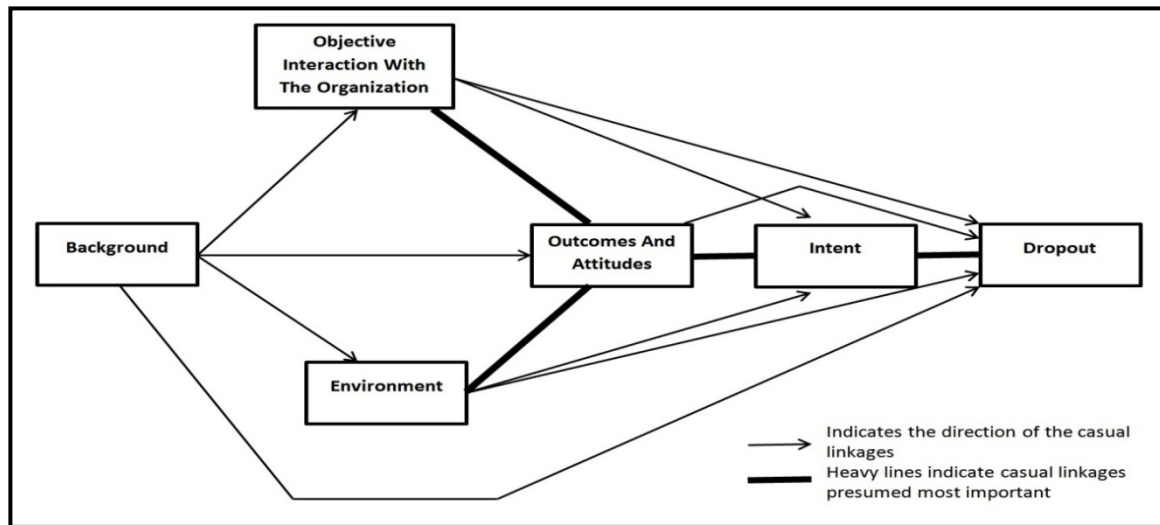 Objective
Interaction With
The Organization
Background
Outcomes And
Attitudes
Intent
Dropout
Environment
Indicates the direction of the casual
linkages
Heavy lines indicate casual linkages
presumed most important